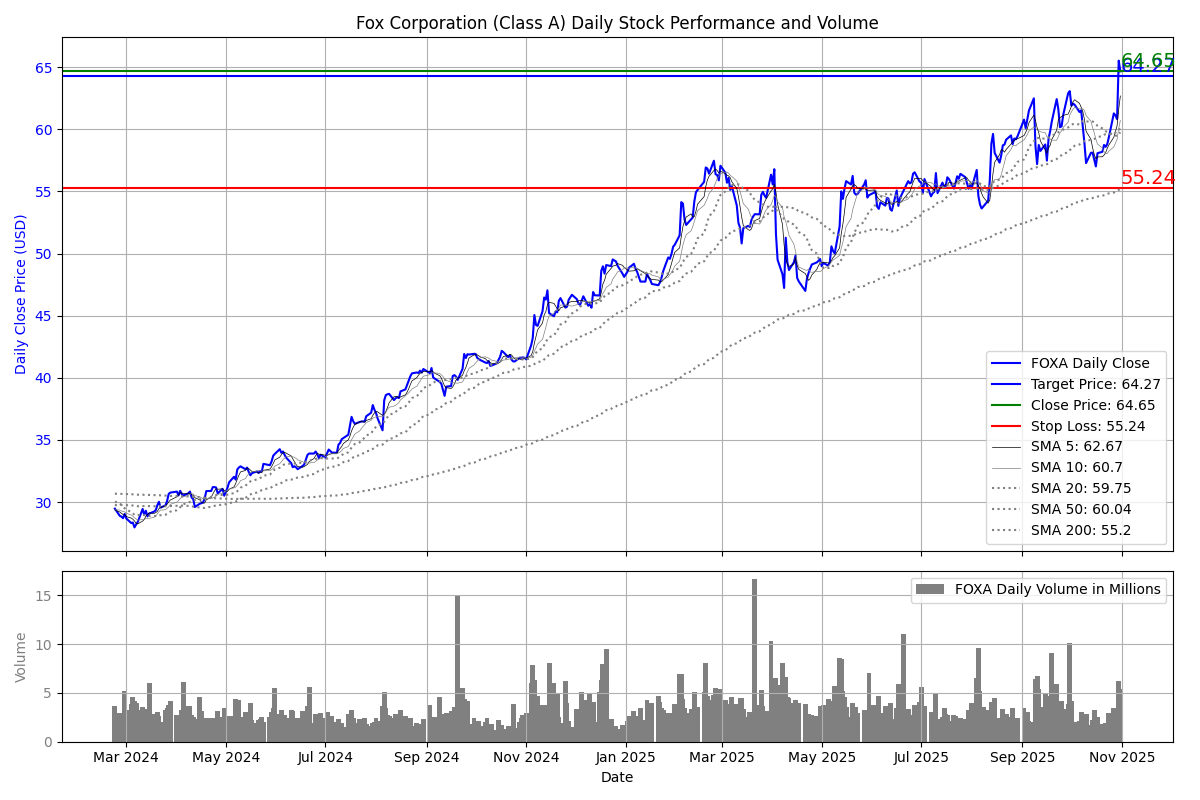 Fox Corporation (Class A) Daily Stock Performance and Volume
Daily Close Price (USD)
65
60
55
50
45
40
35
30
64.65
64.27
55.24
FOXA Daily Close
Target Price: 64.27
Close Price: 64.65
Stop Loss: 55.24
SMA 5: 62.67
SMA 10: 60.7
SMA 20: 59.75
SMA 50: 60.04
SMA 200: 55.2
Volume
15
10
5
0
FOXA Daily Volume in Millions
Mar 2024 May 2024 Jul 2024 Sep 2024 Nov 2024 Jan 2025 Mar 2025 May 2025 Jul 2025 Sep 2025 Nov 2025
Date